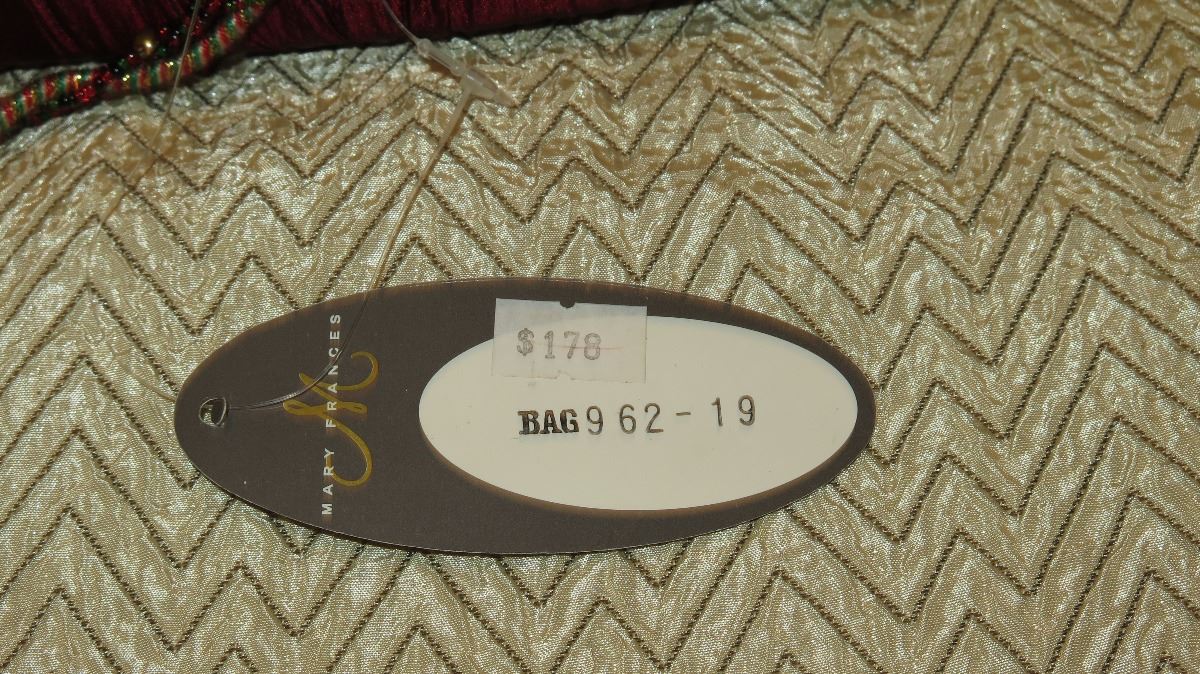 MARY FRANCES
M
$178
BAG962-19